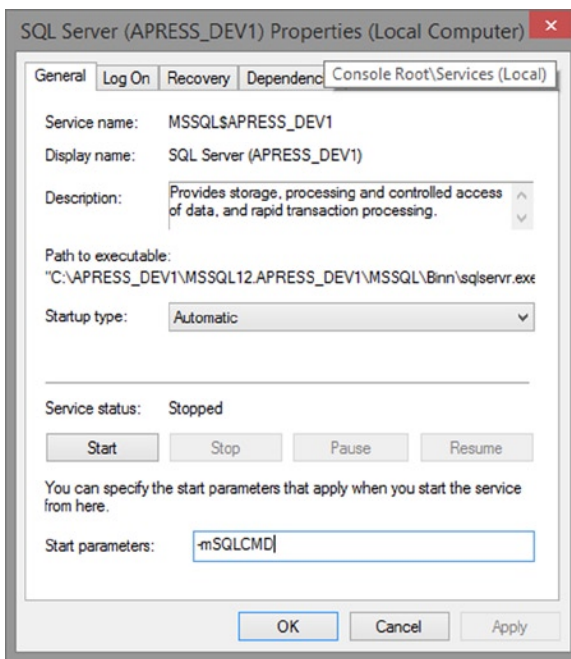 SQL Server (APRESS_DEV1) Properties (Local Computer)
General Log On Recovery Console Root\Services (Local)
Service name: MSSQL$APRESS_DEV1
Display name: SQL Server (APRESS_DEV1)
Description: Provides storage, processing and controlled access
of data, and rapid transaction processing.
Path to executable:
"C:\APRESS_DEV1\MSSQL12.APRESS_DEV1\MSSQL\Binn\sqlservr.exe
Startup type: Automatic
Service status: Stopped
Start Stop Pause Resume
You can specify the start parameters that apply when you start the service
from here.
Start parameters: -mSQLCMD
OK Cancel Apply